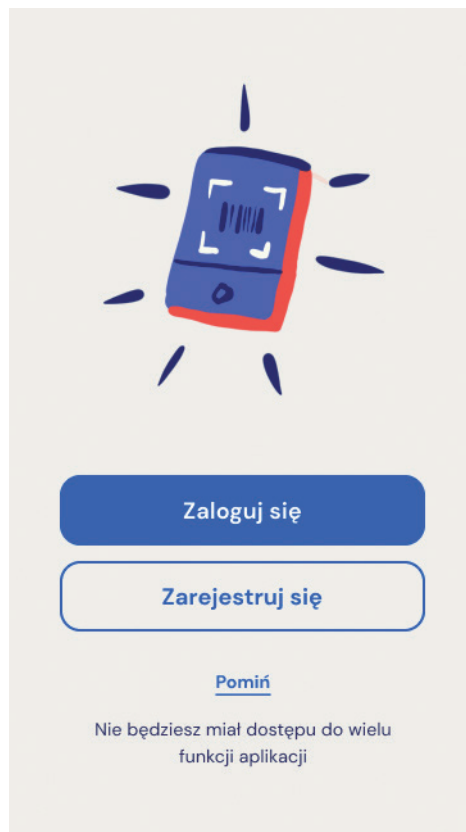 Zaloguj się
Zarejestruj się
Pomiń
Nie będziesz miał dostępu do wielu
funkcji aplikacji